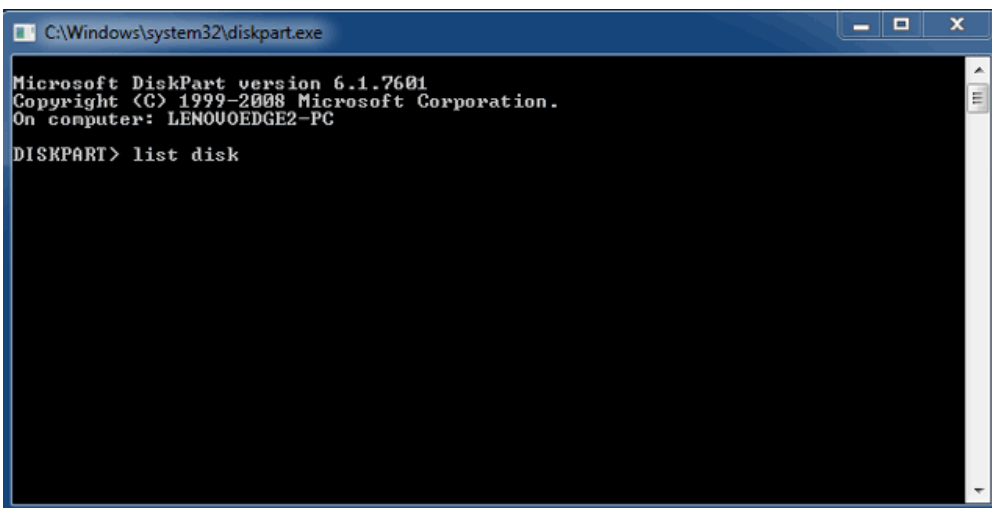 C:\Windows\system32\diskpart.exe
Microsoft DiskPart version 6.1.7601
Copyright (C) 1999-2008 Microsoft Corporation.
On computer: LENOVOEDGE2-PC
DISKPART> list disk